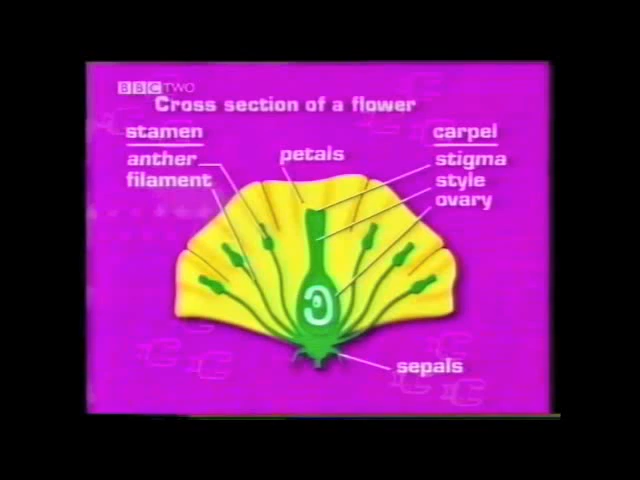 BBC TWO
Cross section of a flower
stamen
anther
filament
petals
carpel
stigma
style
ovary
sepals